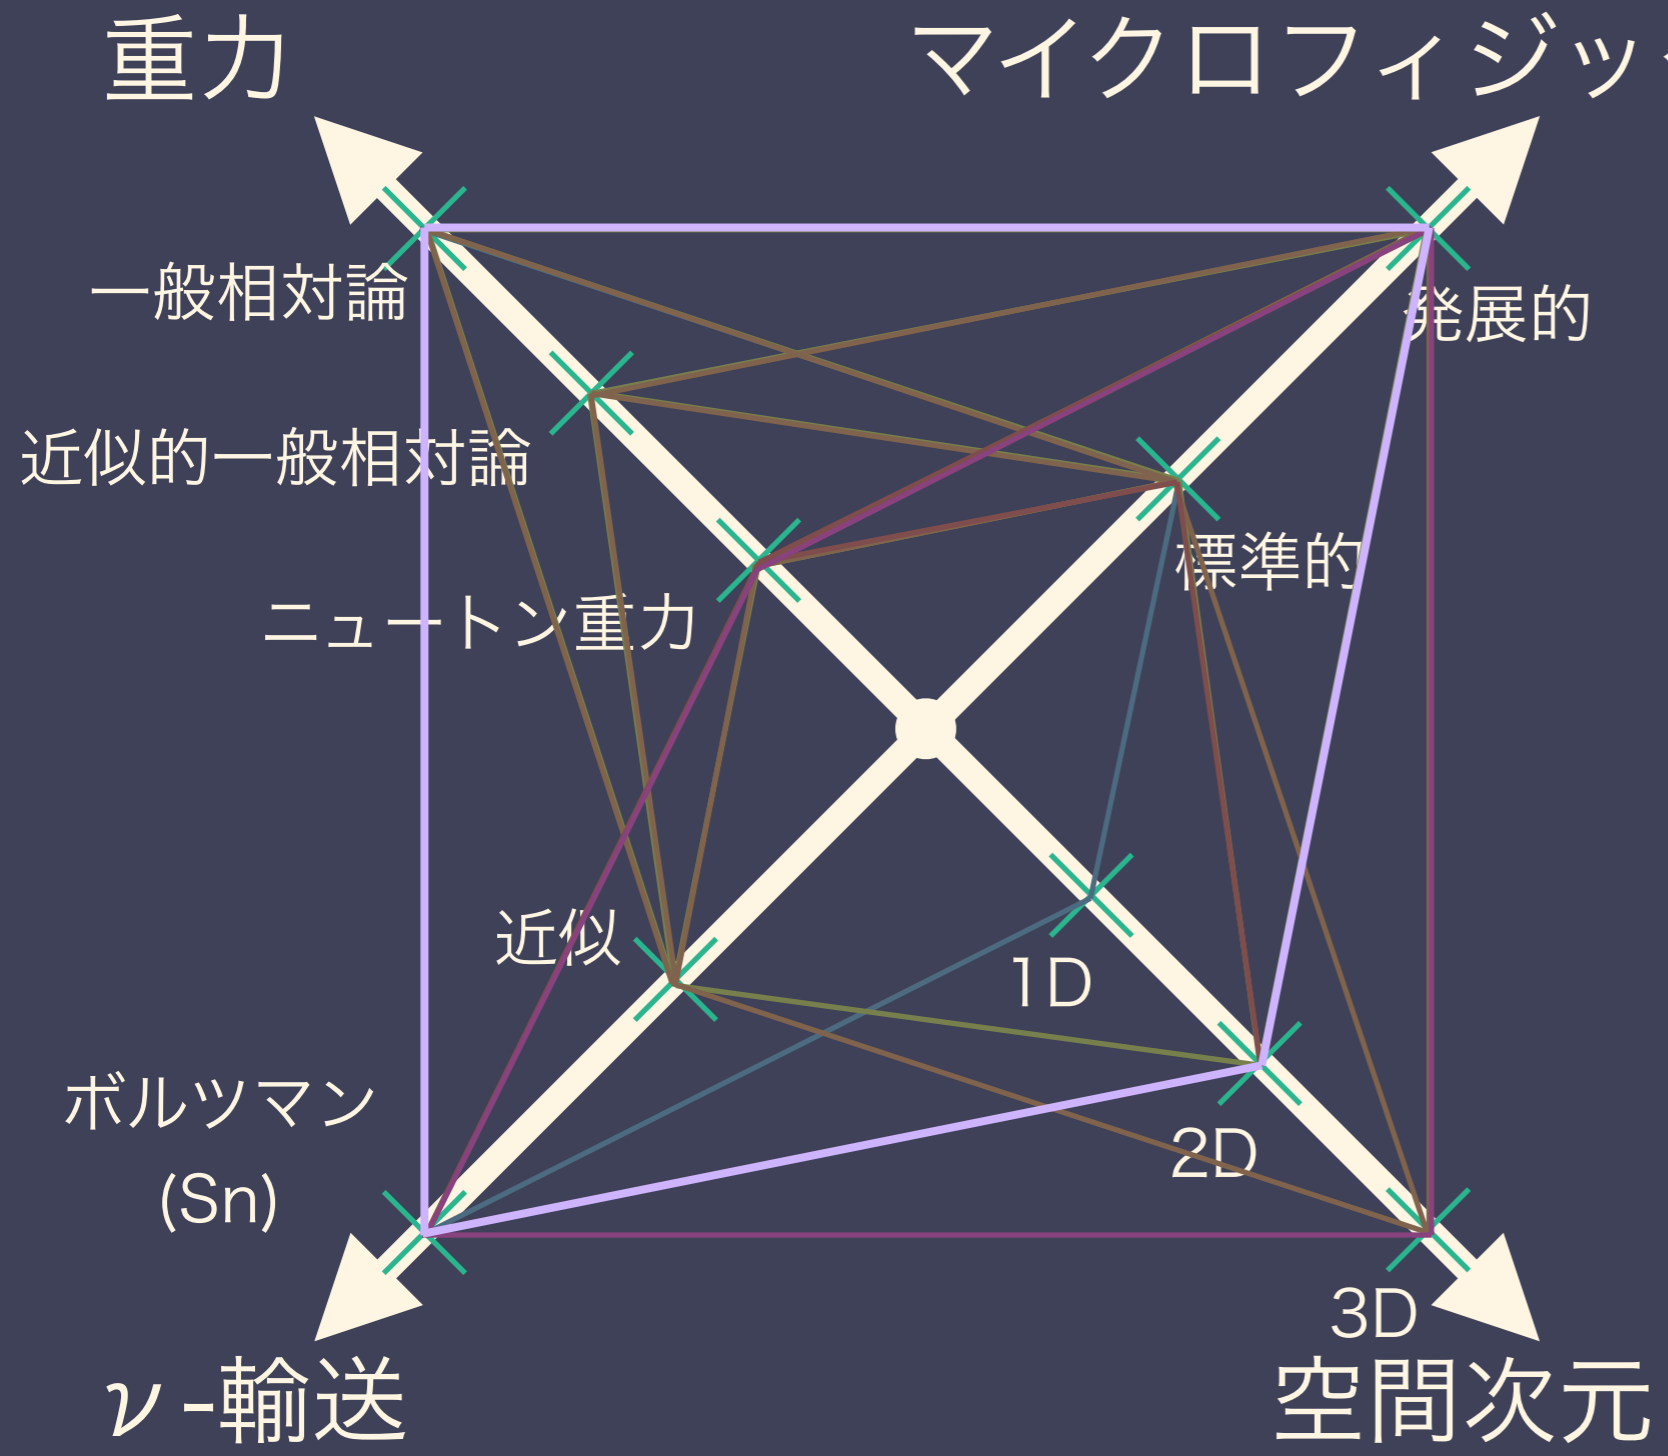 重力
マイクロフィジッ
一般相対論
発展的
近似的一般相対論
標準的
ニュートン重力
近似
1D
ボルツマン
(Sn)
2D
3D
ν-輸送
空間次元